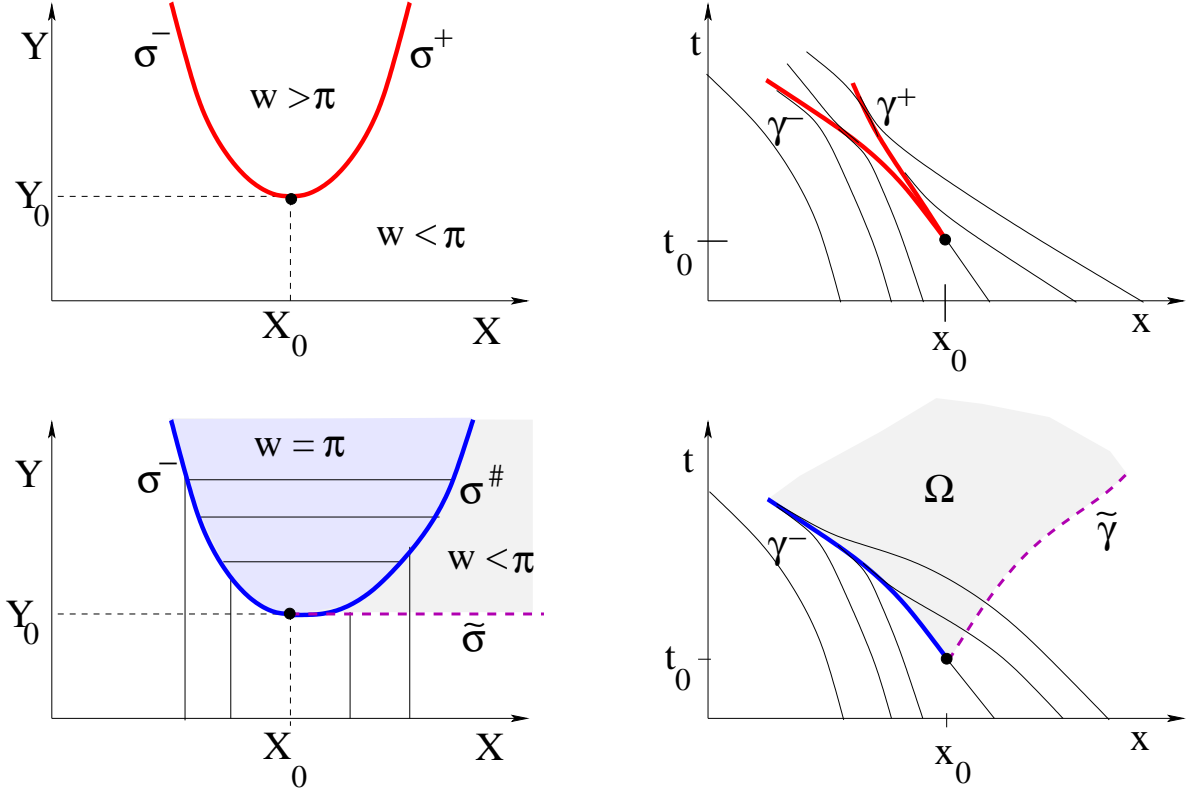 Y
σ⁻
σ⁺
w > π
Y₀
w < π
X₀
X
t
γ⁺
γ⁻
t₀
x₀
x
Y
w = π
σ⁻
σ^#
w < π
Y₀
σ̃
X₀
X
t
Ω
γ⁻
γ̃
t₀
x₀
x